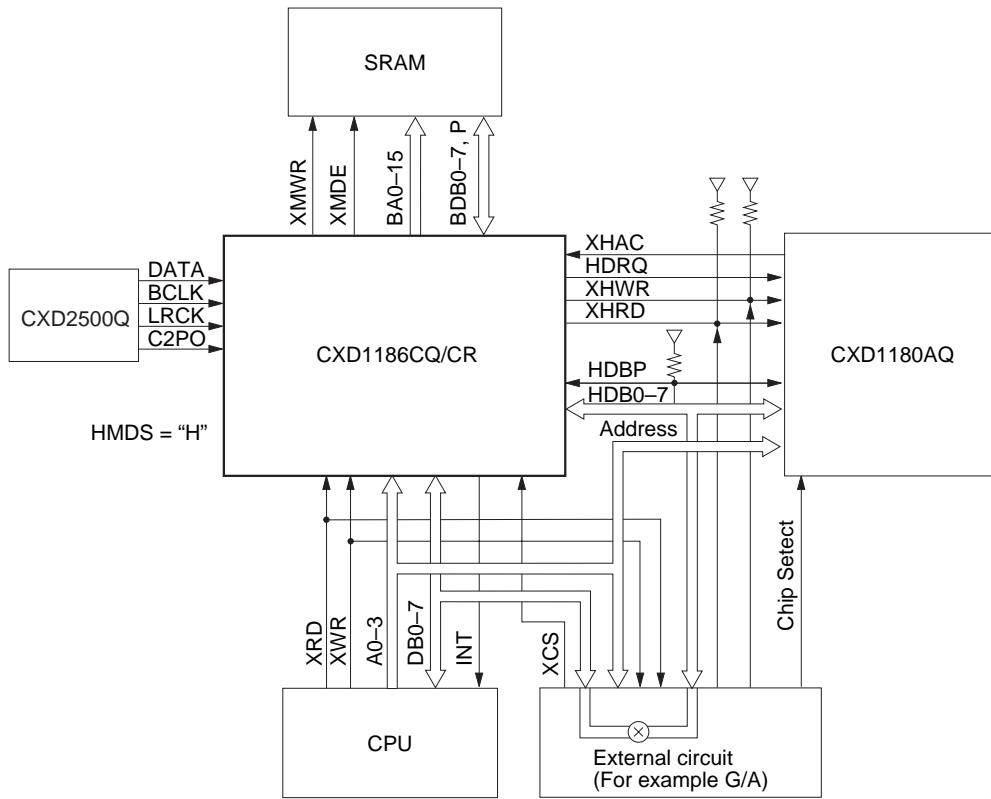 SRAM
XMWR
XMDE
BA0–15
BDB0–7, P
CXD2500Q
DATA
BCLK
LRCK
C2PO
CXD1186CQ/CR
XHAC
HDRQ
XHWR
XHRD
HDBP
HDB0–7
Address
CXD1180AQ
HMDS = “H”
XRD
XWR
A0–3
DB0–7
INT
XCS
Chip Setect
CPU
External circuit
(For example G/A)